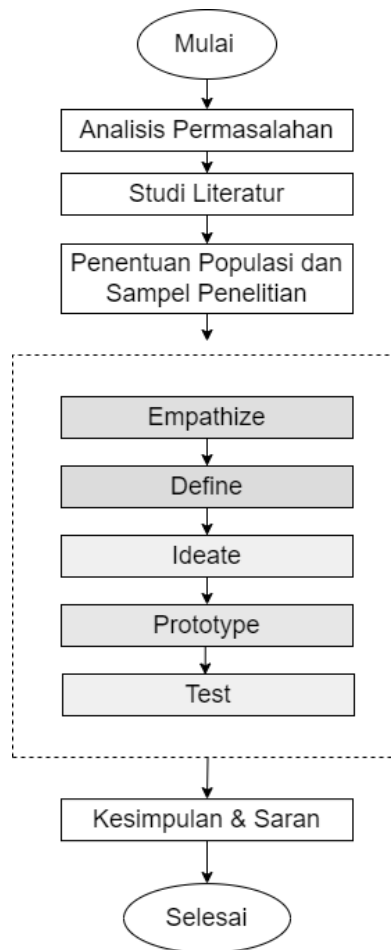 Mulai
Analisis Permasalahan
Studi Literatur
Penentuan Populasi dan
Sampel Penelitian
Empathize
Define
Ideate
Prototype
Test
Kesimpulan & Saran
Selesai